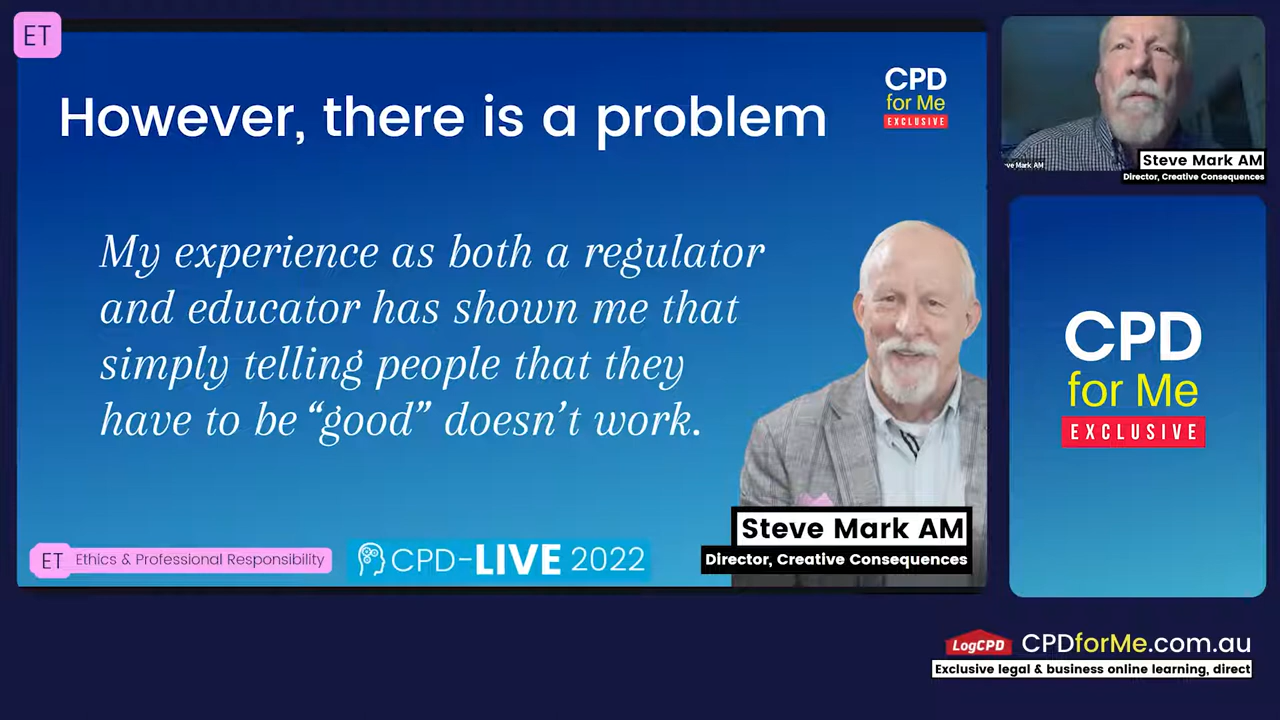 ET
However, there is a problem
CPD
for Me
EXCLUSIVE
My experience as both a regulator
and educator has shown me that
simply telling people that they
have to be “good” doesn’t work.
Steve Mark AM
Director, Creative Consequences
ET Ethics & Professional Responsibility
CPD-LIVE 2022
ve Mark AM
Steve Mark AM
Director, Creative Consequences
CPD
for Me
EXCLUSIVE
LogCPD CPDforMe.com.au
Exclusive legal & business online learning, direct